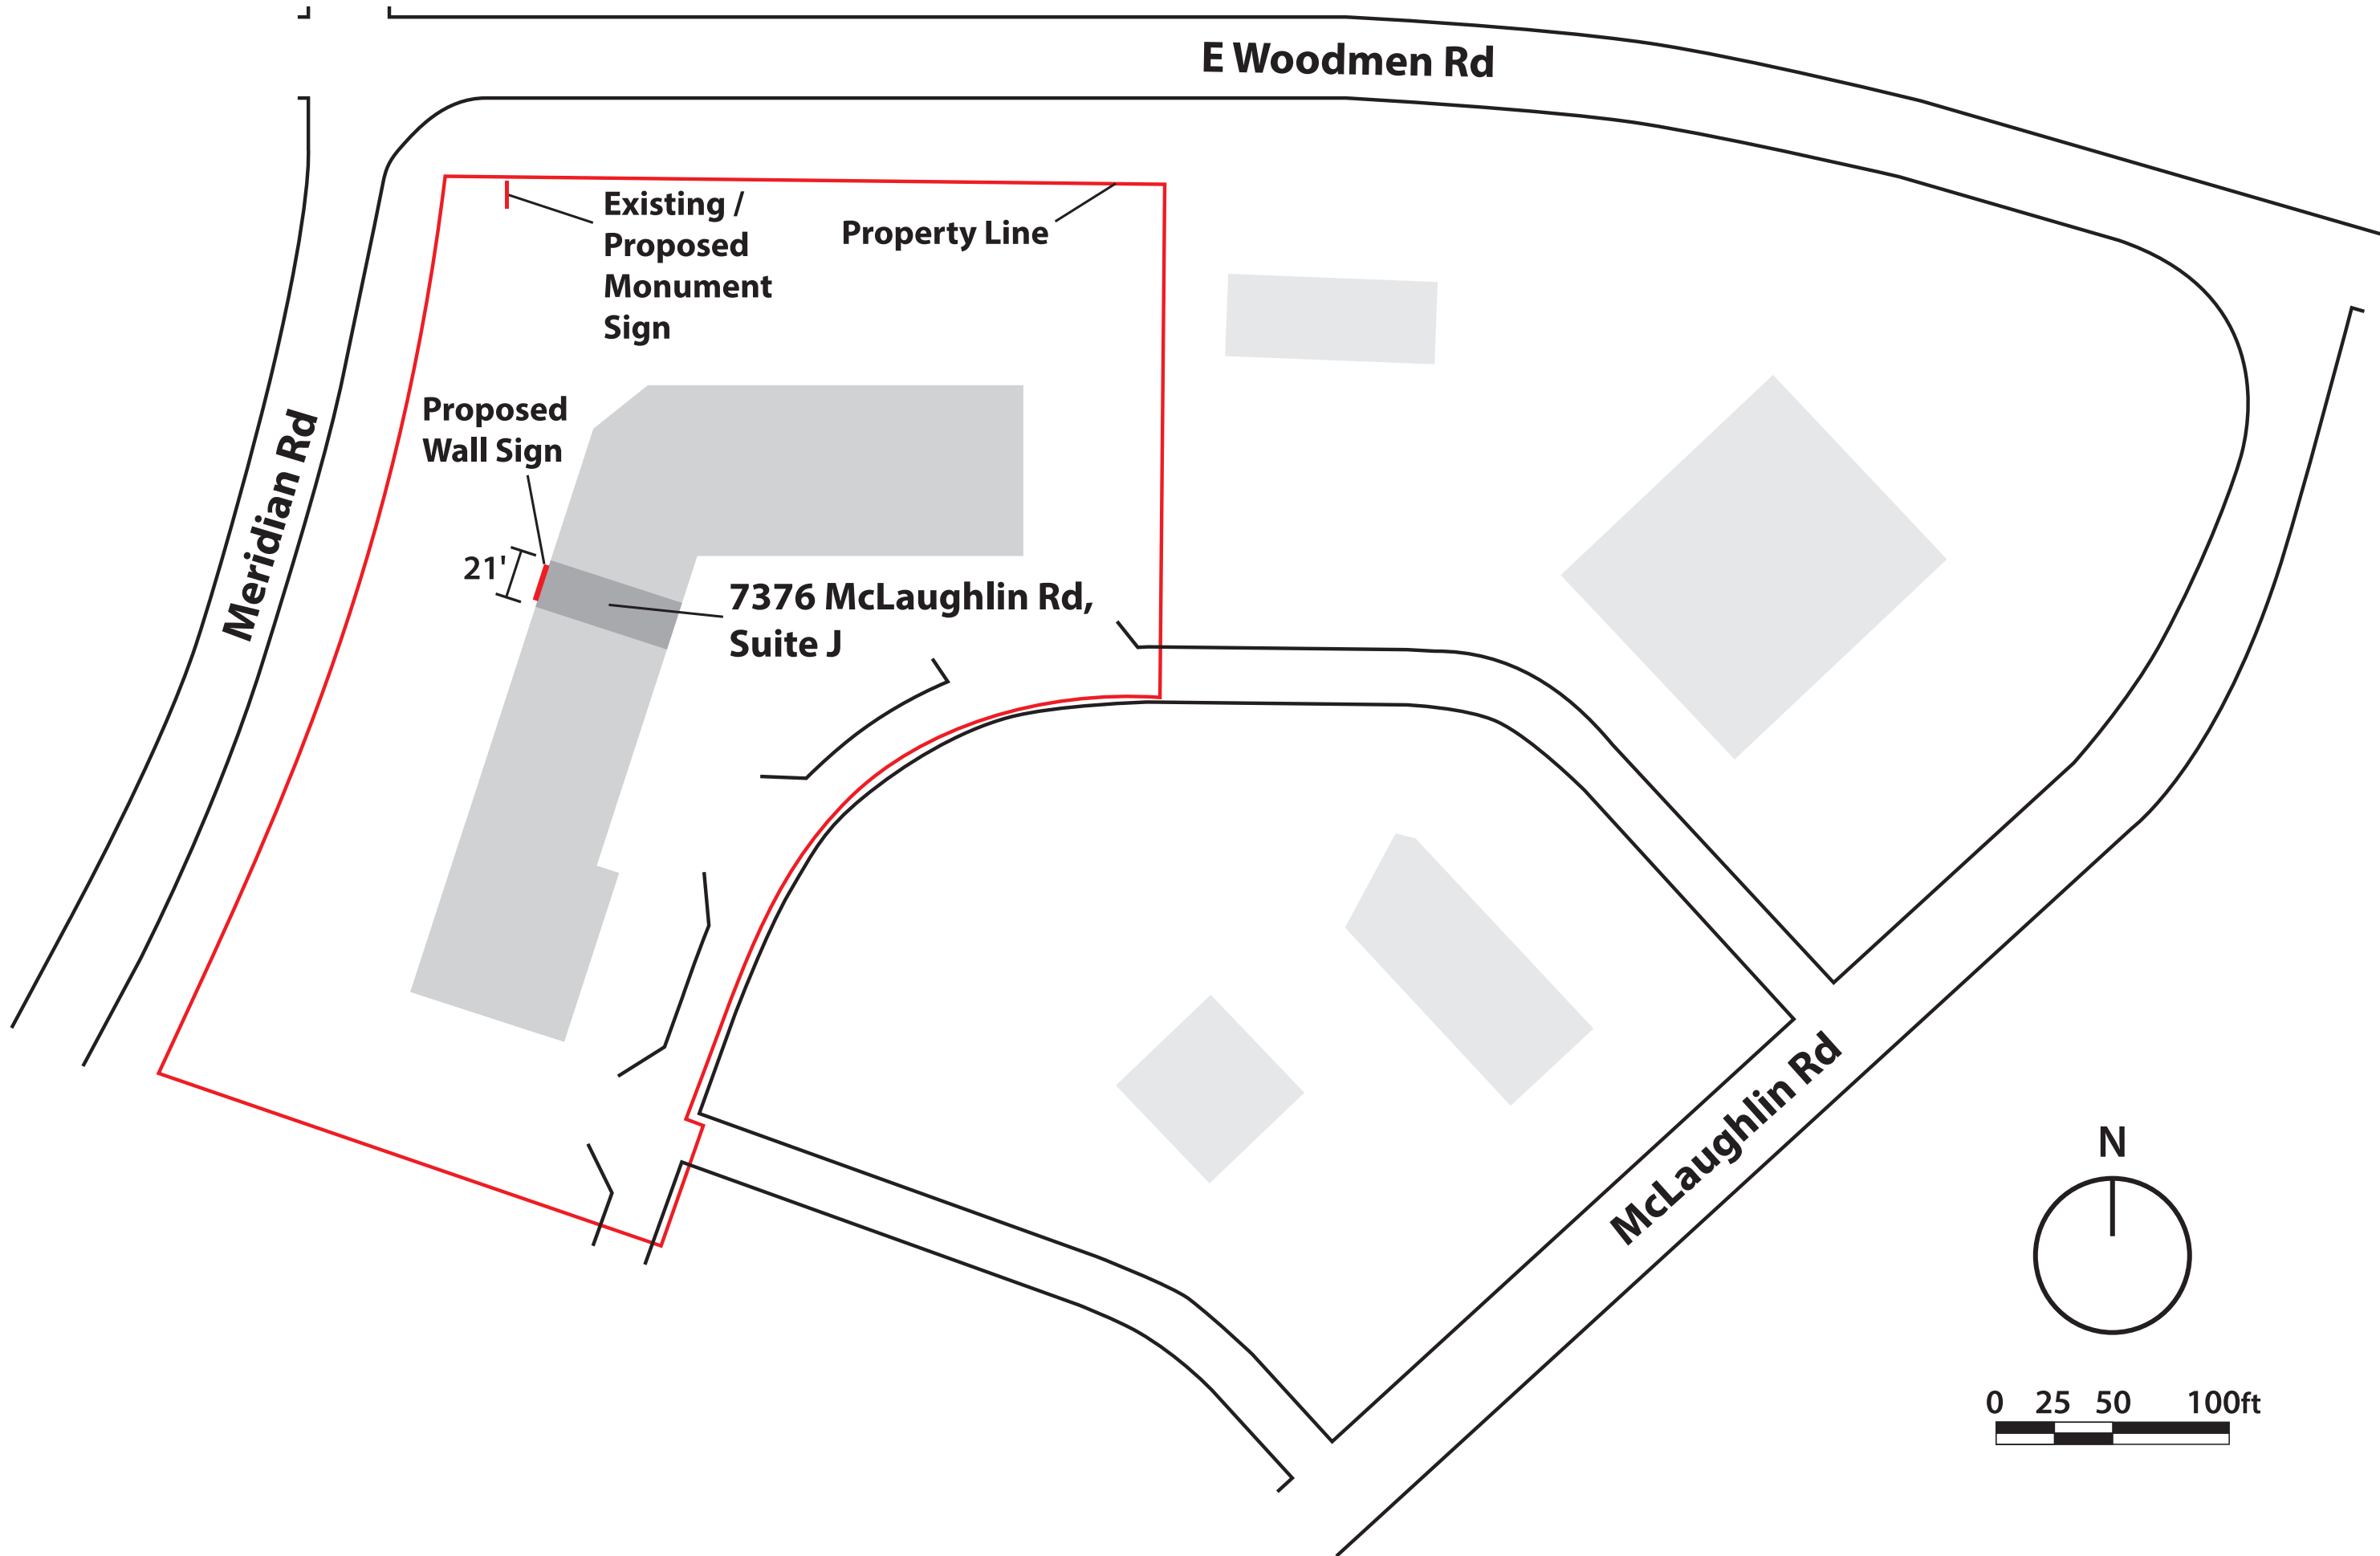 E Woodmen Rd
Existing /
Proposed
Monument
Sign
Property Line
Proposed
Wall Sign
Meridian Rd
21'
7376 McLaughlin Rd,
Suite J
McLaughlin Rd
N
0 25 50 100ft